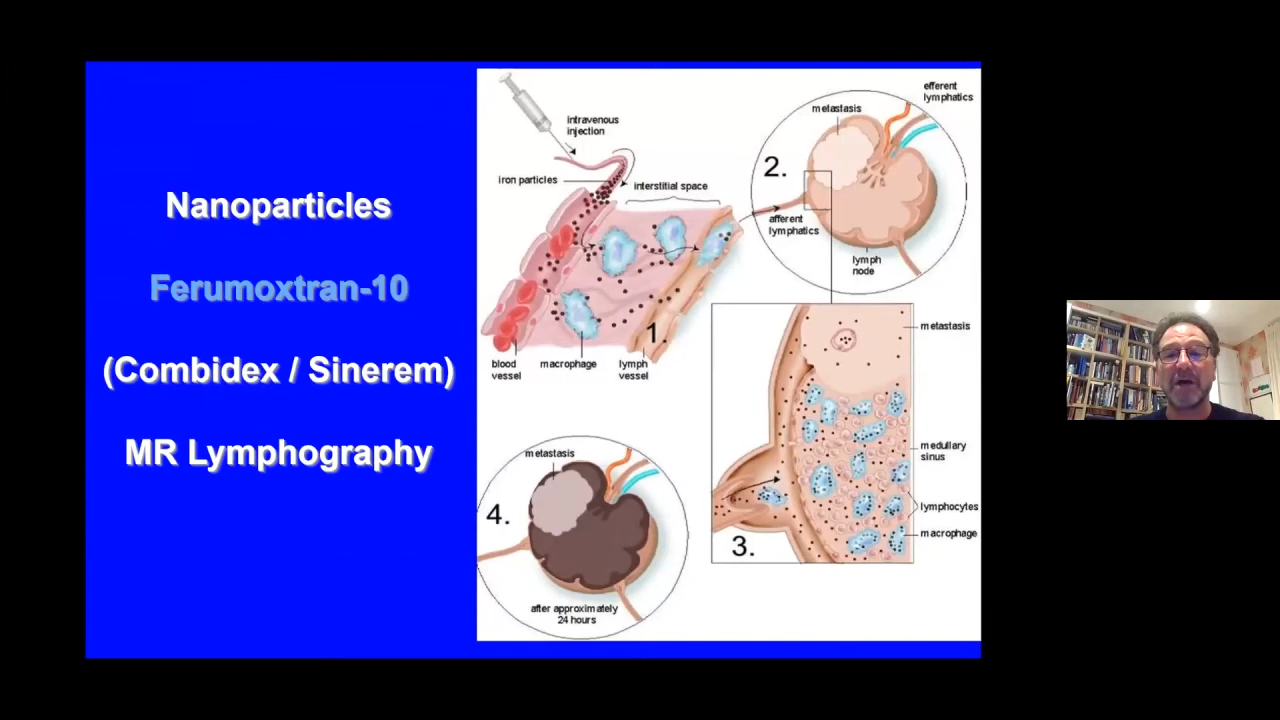 Nanoparticles
Ferumoxtran-10
(Combidex / Sinerem)
MR Lymphography
intravenous
injection
iron particles
interstitial space
1.
blood
vessel
macrophage
lymph
vessel
efferent
lymphatics
metastasis
2.
afferent
lymphatics
lymph
node
metastasis
medullary
sinus
lymphocytes
macrophage
3.
metastasis
4.
after approximately
24 hours